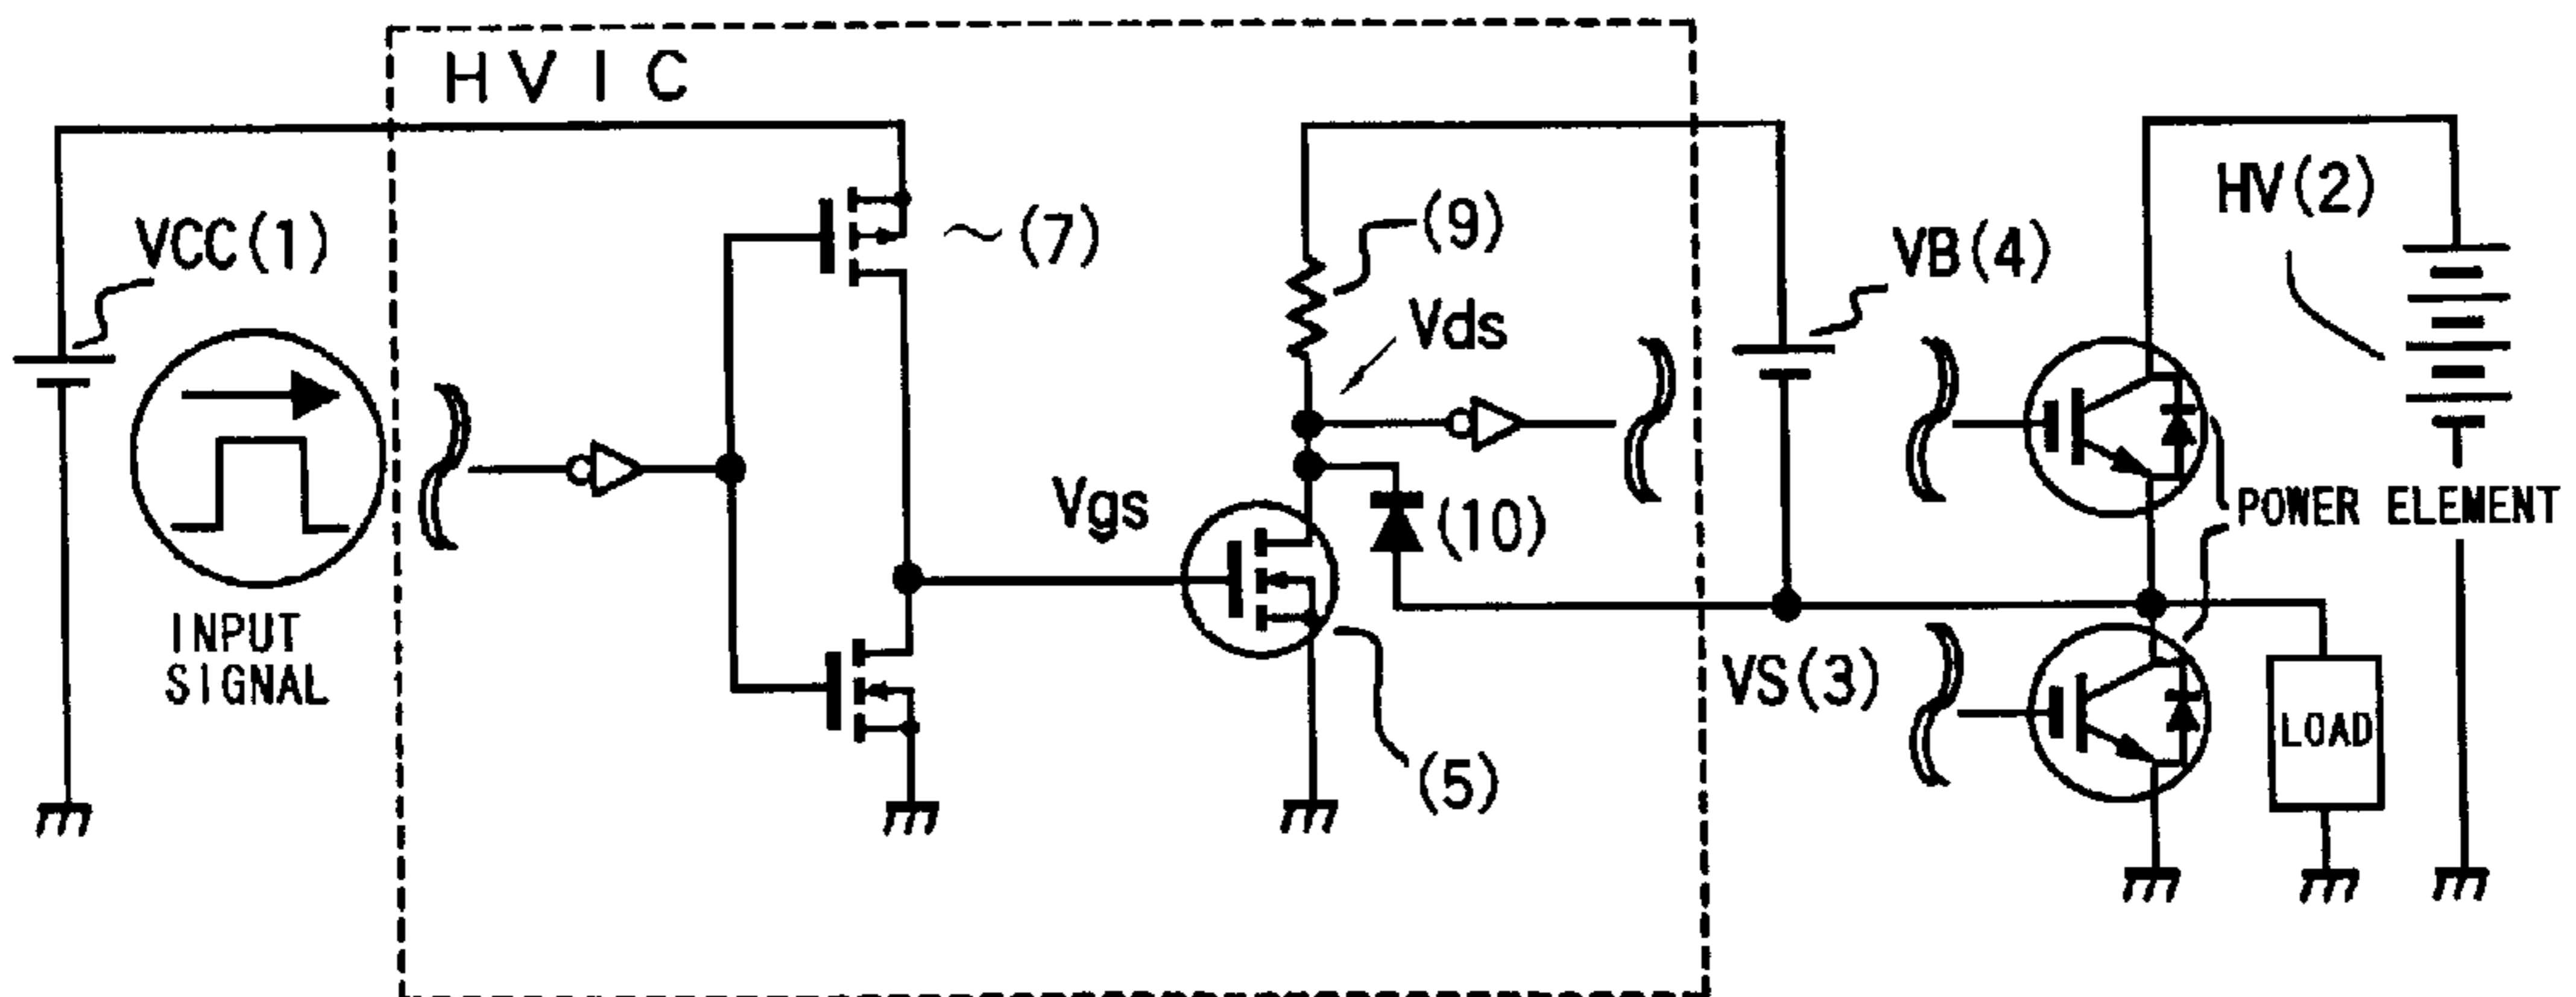 HVIC
VCC(1)
~(7)
(9)
HV(2)
VB(4)
Vds
Vgs
(10)
POWER ELEMENT
INPUT
SIGNAL
VS(3)
LOAD
(5)